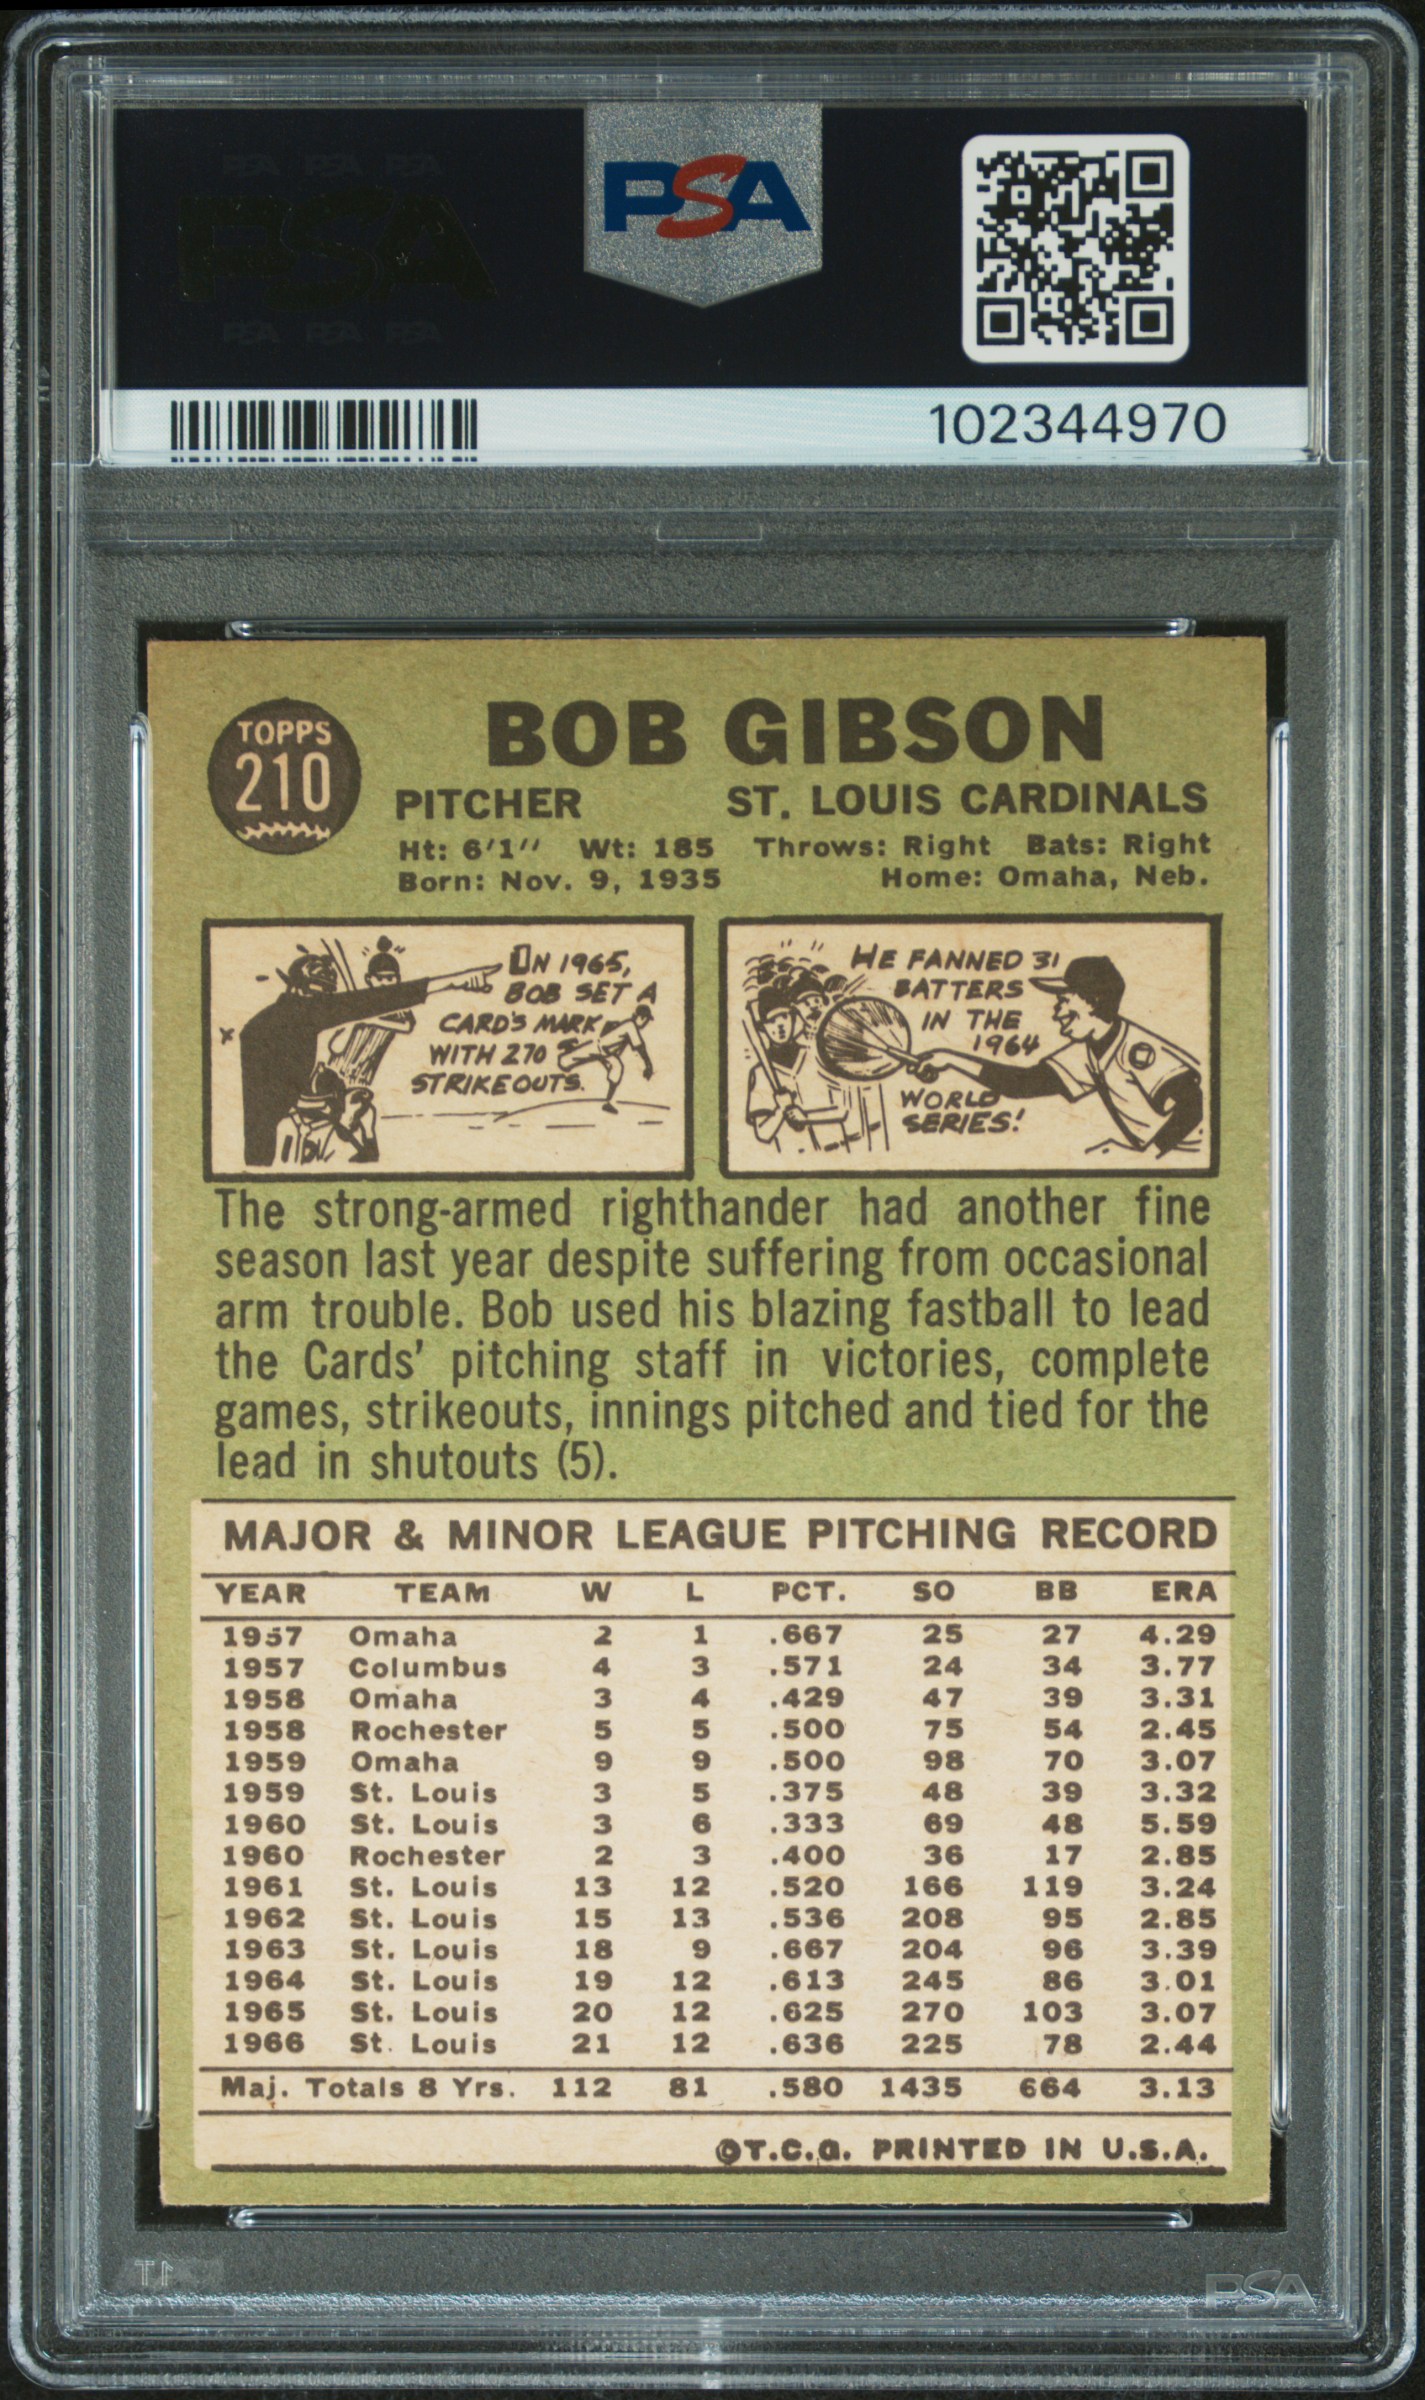 PSA PSA PSA
PSA
PSA PSA PSA
PSA
102344970
TOPPS
210
BOB GIBSON
PITCHER ST. LOUIS CARDINALS
Ht: 6'1" Wt: 185 Throws: Right Bats: Right
Born: Nov. 9, 1935 Home: Omaha, Neb.
IN 1965,
BOB SET A
CARD'S MARK
WITH 270
STRIKEOUTS.
HE FANNED 31
BATTERS
IN THE
1964
WORLD
SERIES!
The strong-armed righthander had another fine
season last year despite suffering from occasional
arm trouble. Bob used his blazing fastball to lead
the Cards' pitching staff in victories, complete
games, strikeouts, innings pitched and tied for the
lead in shutouts (5).
MAJOR & MINOR LEAGUE PITCHING RECORD
YEAR TEAM W L PCT. SO BB ERA
1957 Omaha 2 1 .667 25 27 4.29
1957 Columbus 4 3 .571 24 34 3.77
1958 Omaha 3 4 .429 47 39 3.31
1958 Rochester 5 5 .500 75 54 2.45
1959 Omaha 9 9 .500 98 70 3.07
1959 St. Louis 3 5 .375 48 39 3.32
1960 St. Louis 3 6 .333 69 48 5.59
1960 Rochester 2 3 .400 36 17 2.85
1961 St. Louis 13 12 .520 166 119 3.24
1962 St. Louis 15 13 .536 208 95 2.85
1963 St. Louis 18 9 .667 204 96 3.39
1964 St. Louis 19 12 .613 245 86 3.01
1965 St. Louis 20 12 .625 270 103 3.07
1966 St. Louis 21 12 .636 225 78 2.44
Maj. Totals 8 Yrs. 112 81 .580 1435 664 3.13
©T.C.G. PRINTED IN U.S.A.
PSA